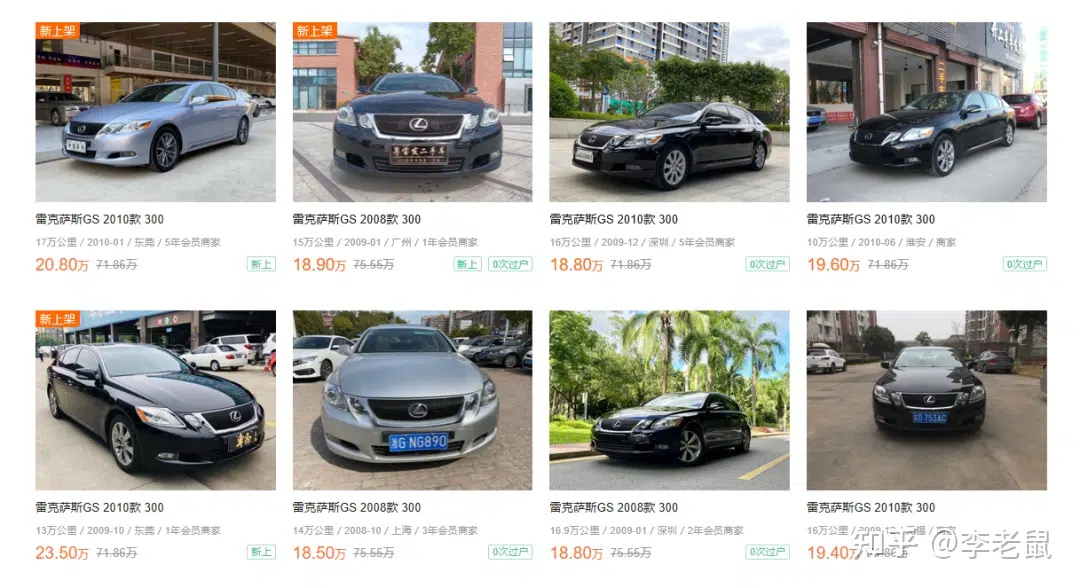 新上架
新上架
雷克萨斯GS 2010款 300
17万公里 / 2010-01 / 东莞 / 5年会员商家
20.80万 71.86万 新上
雷克萨斯GS 2008款 300
15万公里 / 2009-01 / 广州 / 1年会员商家
18.90万 75.55万 新上 0次过户
雷克萨斯GS 2010款 300
16万公里 / 2009-12 / 深圳 / 5年会员商家
18.80万 71.86万 0次过户
雷克萨斯GS 2010款 300
10万公里 / 2010-06 / 淮安 / 商家
19.60万 71.86万 0次过户
新上架
浙G NG890
753AC
雷克萨斯GS 2010款 300
13万公里 / 2009-10 / 东莞 / 1年会员商家
23.50万 71.86万 新上
雷克萨斯GS 2008款 300
14万公里 / 2008-10 / 上海 / 3年会员商家
18.50万 75.55万 0次过户
雷克萨斯GS 2008款 300
16.9万公里 / 2009-01 / 深圳 / 2年会员商家
18.80万 75.55万 0次过户
雷克萨斯GS 2010款 300
16万公里
19.40万
知乎 @李老鼠